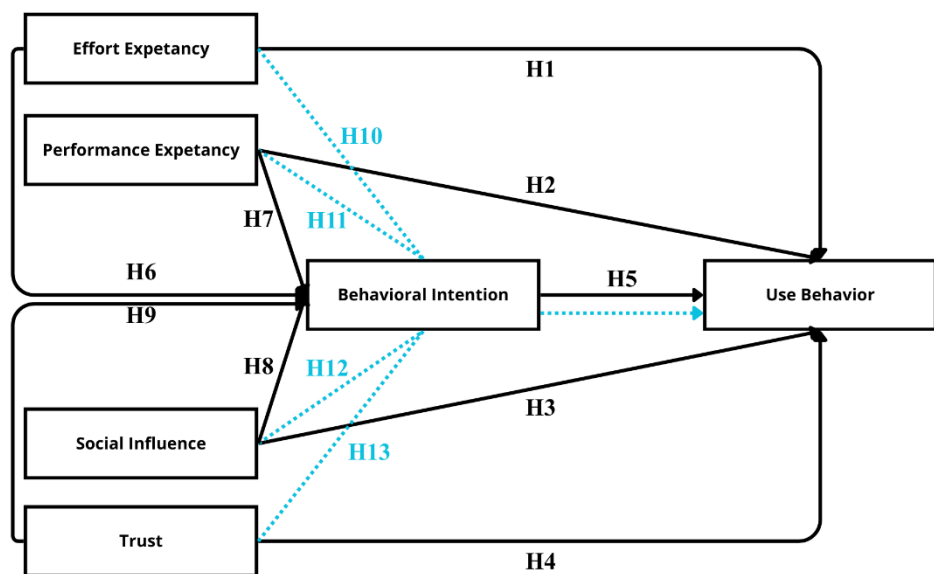 Effort Expetancy
H1
H10
Performance Expetancy
H2
H7
H11
H6
Behavioral Intention
H5
Use Behavior
H9
H8
H12
H3
Social Influence
H13
Trust
H4